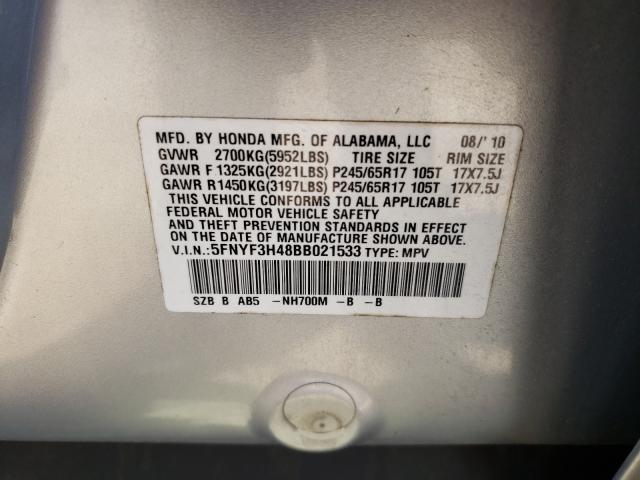 MFD. BY HONDA MFG. OF ALABAMA, LLC 08/'10
GVWR 2700KG(5952LBS) TIRE SIZE RIM SIZE
GAWR F 1325KG(2921LBS) P245/65R17 105T 17X7.5J
GAWR R1450KG(3197LBS) P245/65R17 105T 17X7.5J
THIS VEHICLE CONFORMS TO ALL APPLICABLE
FEDERAL MOTOR VEHICLE SAFETY
AND THEFT PREVENTION STANDARDS IN EFFECT
ON THE DATE OF MANUFACTURE SHOWN ABOVE.
V.I.N.:5FNYF3H48BB021533 TYPE: MPV
SZB B AB5 -NH700M -B -B